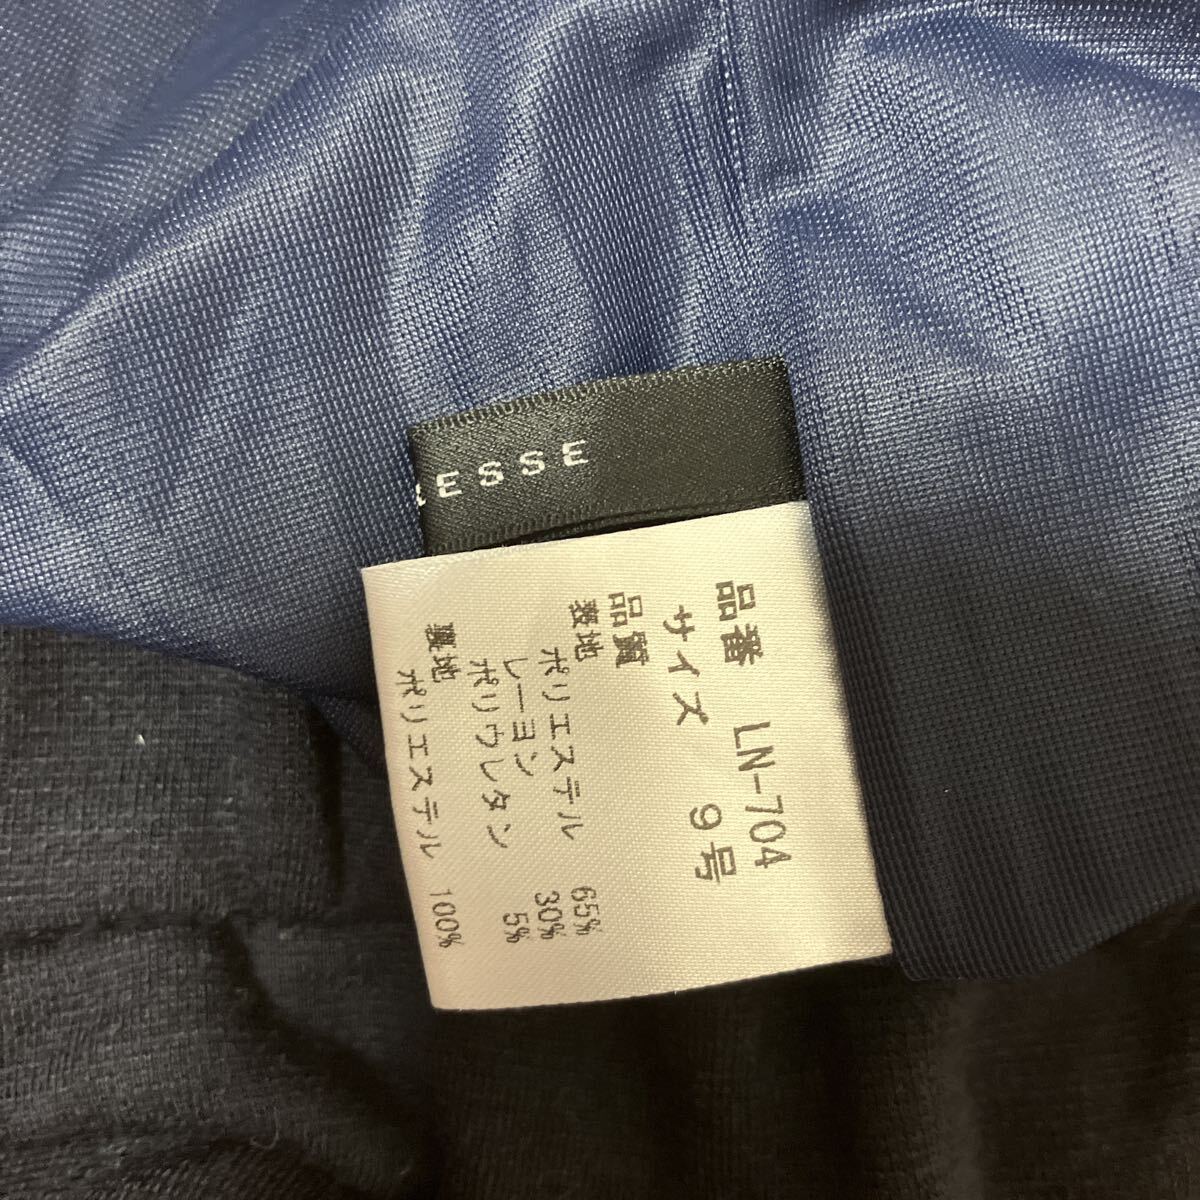 ESSE
品番 LN-704
サイズ 9号
品質
表地
ポリエステル 65%
レーヨン 30%
ポリウレタン 5%
裏地
ポリエステル 100%